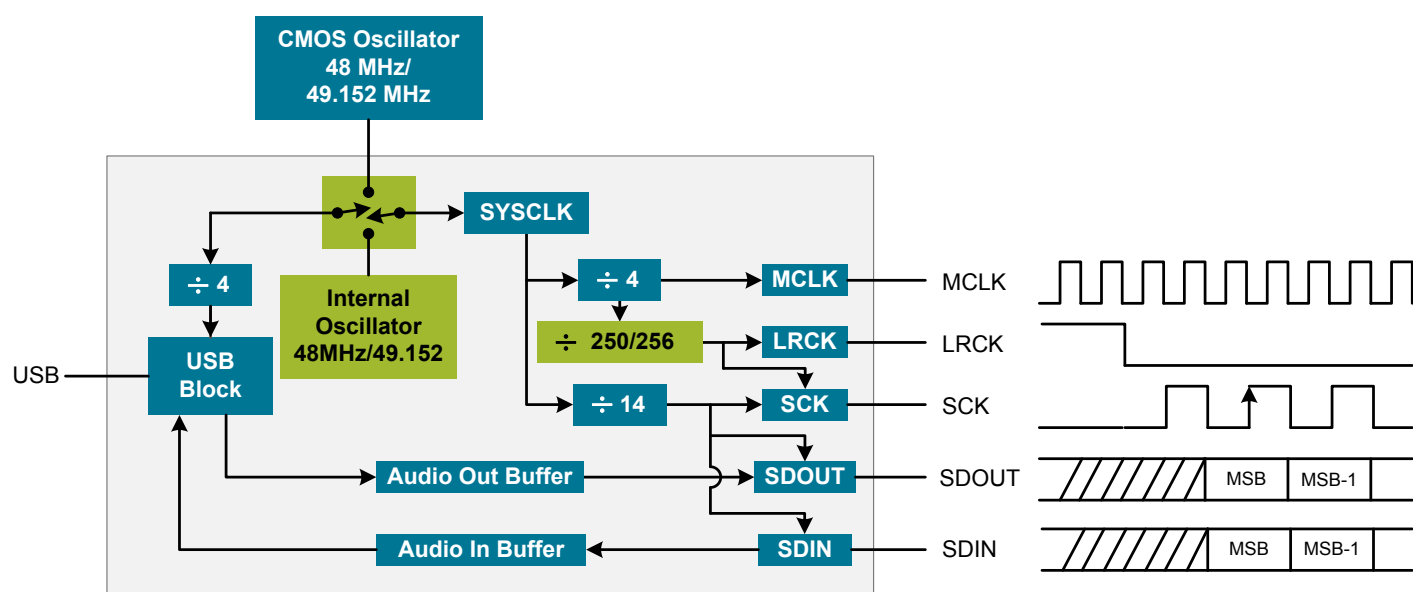 CMOS Oscillator
48 MHz/
49.152 MHz
SYSCLK
÷ 4
Internal
Oscillator
48MHz/49.152
÷ 4
MCLK
MCLK
÷ 250/256
LRCK
LRCK
USB
USB
Block
÷ 14
SCK
SCK
Audio Out Buffer
SDOUT
SDOUT
MSB
MSB-1
Audio In Buffer
SDIN
SDIN
MSB
MSB-1